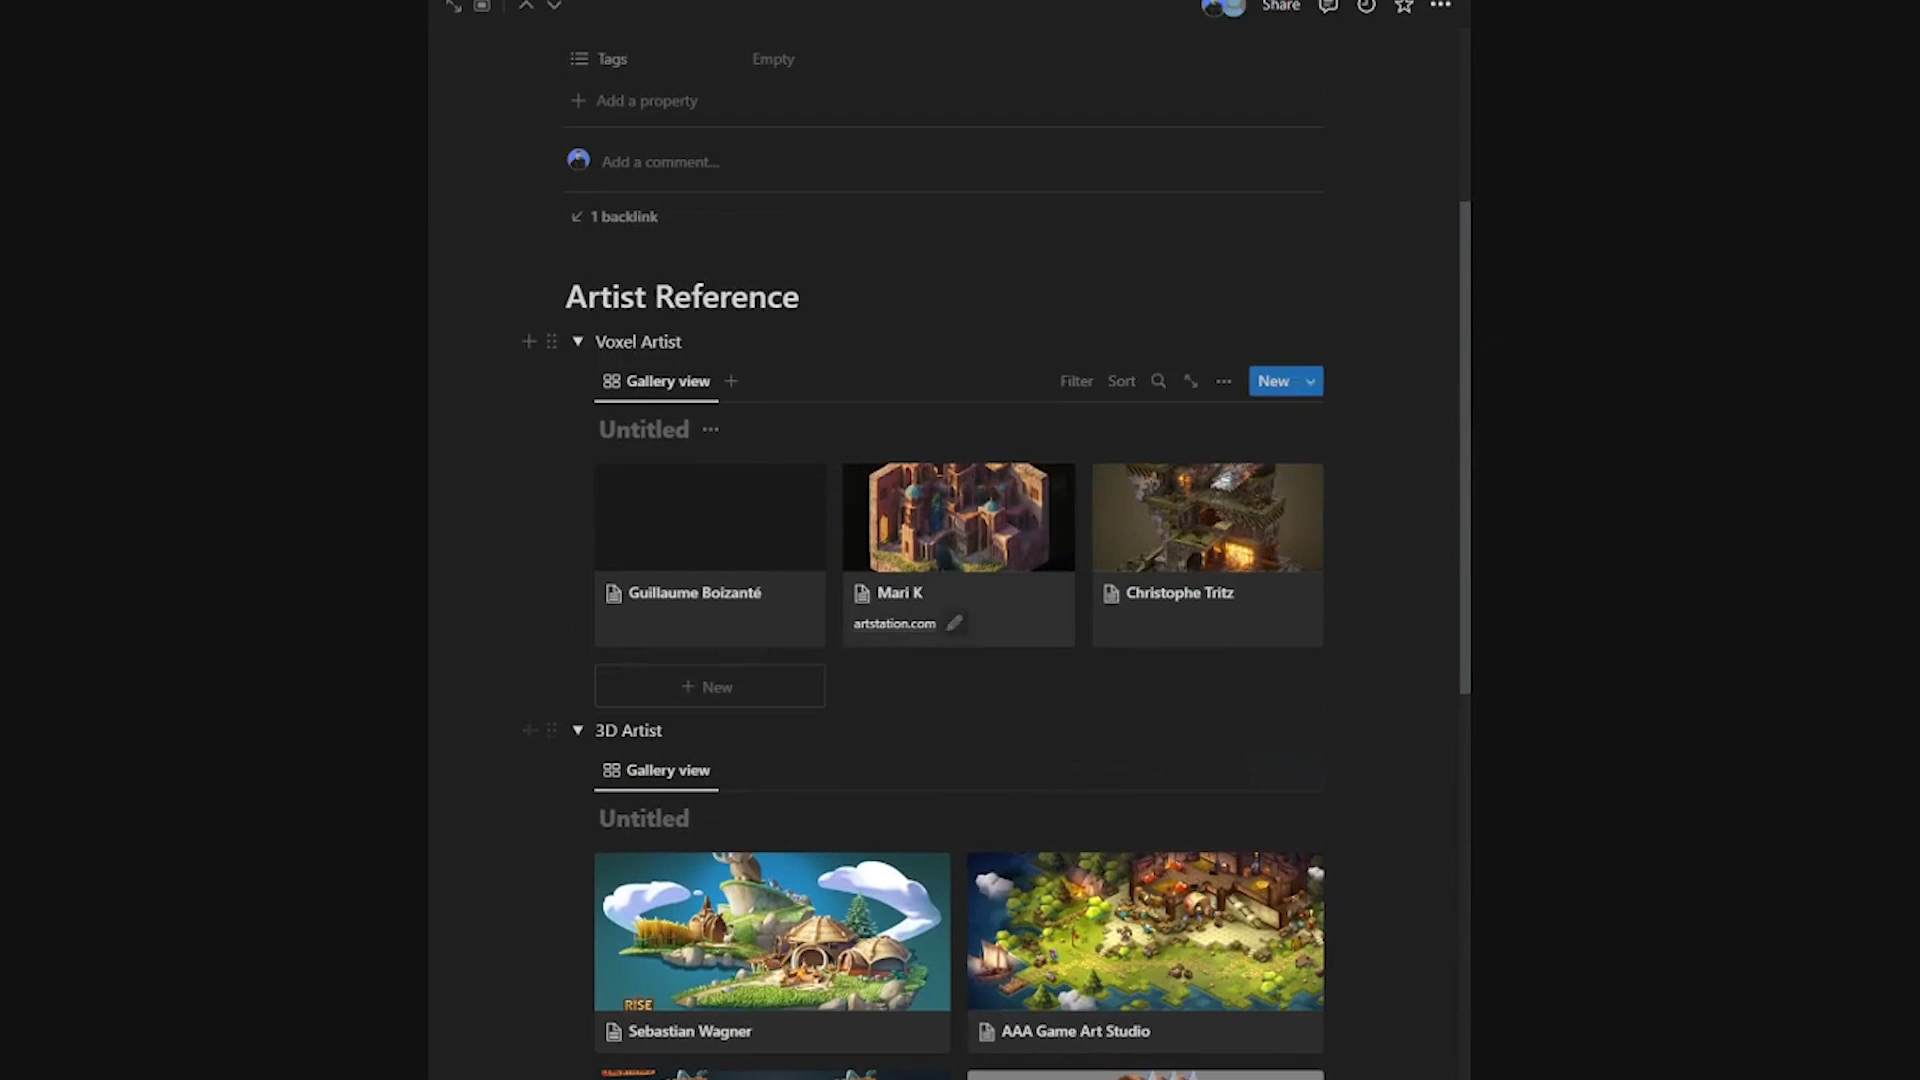 Share
Tags Empty
Add a property
Add a comment...
1 backlink
Artist Reference
Voxel Artist
Gallery view Filter Sort New
Untitled
Guillaume Boizanté Mari K Christophe Tritz
artstation.com
New
3D Artist
Gallery view
Untitled
RISE
Sebastian Wagner AAA Game Art Studio